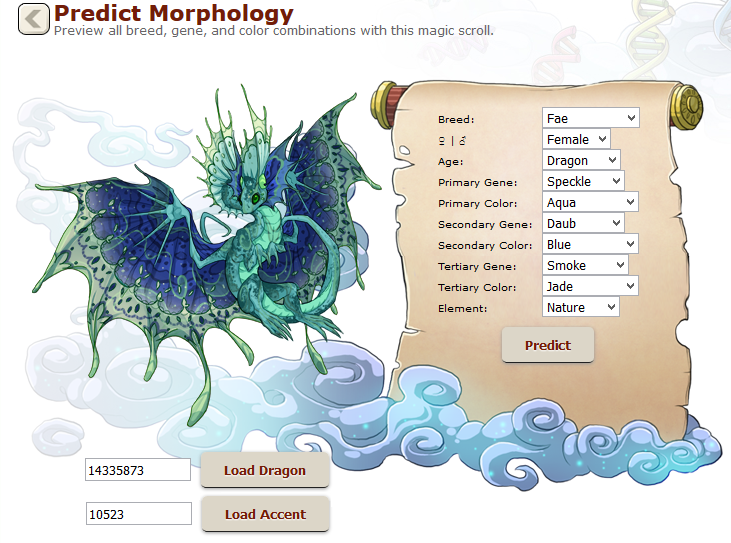 Predict Morphology
Preview all breed, gene, and color combinations with this magic scroll.
Breed: Fae
♀ | ♂ Female
Age: Dragon
Primary Gene: Speckle
Primary Color: Aqua
Secondary Gene: Daub
Secondary Color: Blue
Tertiary Gene: Smoke
Tertiary Color: Jade
Element: Nature
Predict
14335873 Load Dragon
10523 Load Accent